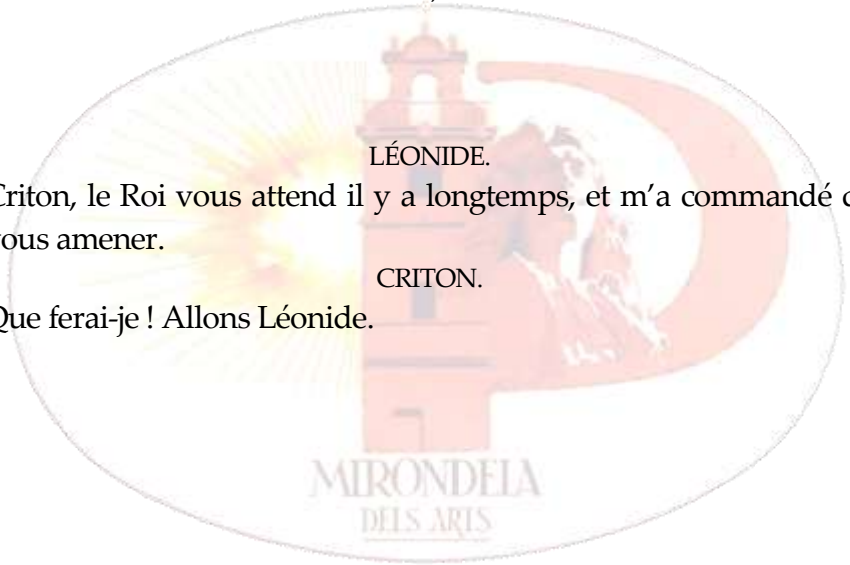 LÉONIDE.
Criton, le Roi vous attend il y a longtemps, et m'a commandé
vous amener.
CRITON.
Que ferai-je ! Allons Léonide.
MIRONDELA
DELS ARTS